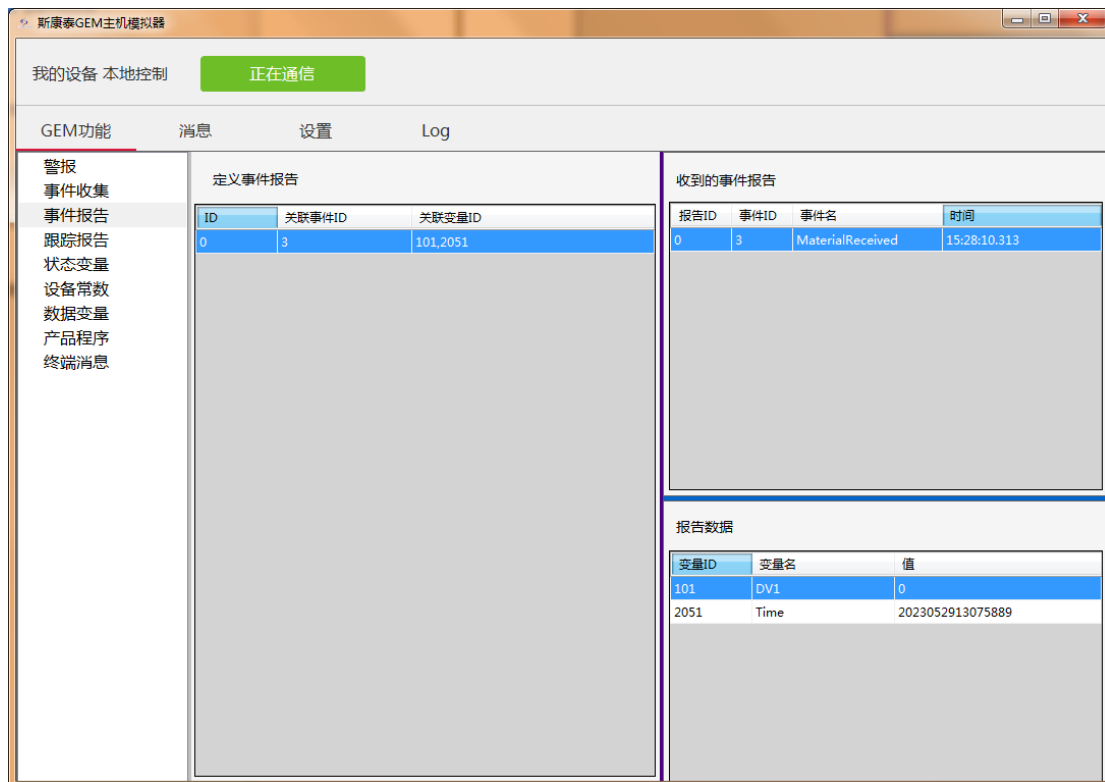 斯康泰GEM主机模拟器
我的设备 本地控制
正在通信
GEM功能 消息 设置 Log
警报
事件收集
事件报告
跟踪报告
状态变量
设备常数
数据变量
产品程序
终端消息
定义事件报告
ID 关联事件ID 关联变量ID
0 3 101,2051
收到的事件报告
报告ID 事件ID 事件名 时间
0 3 MaterialReceived 15:28:10.313
报告数据
变量ID 变量名 值
101 DV1 0
2051 Time 2023052913075889